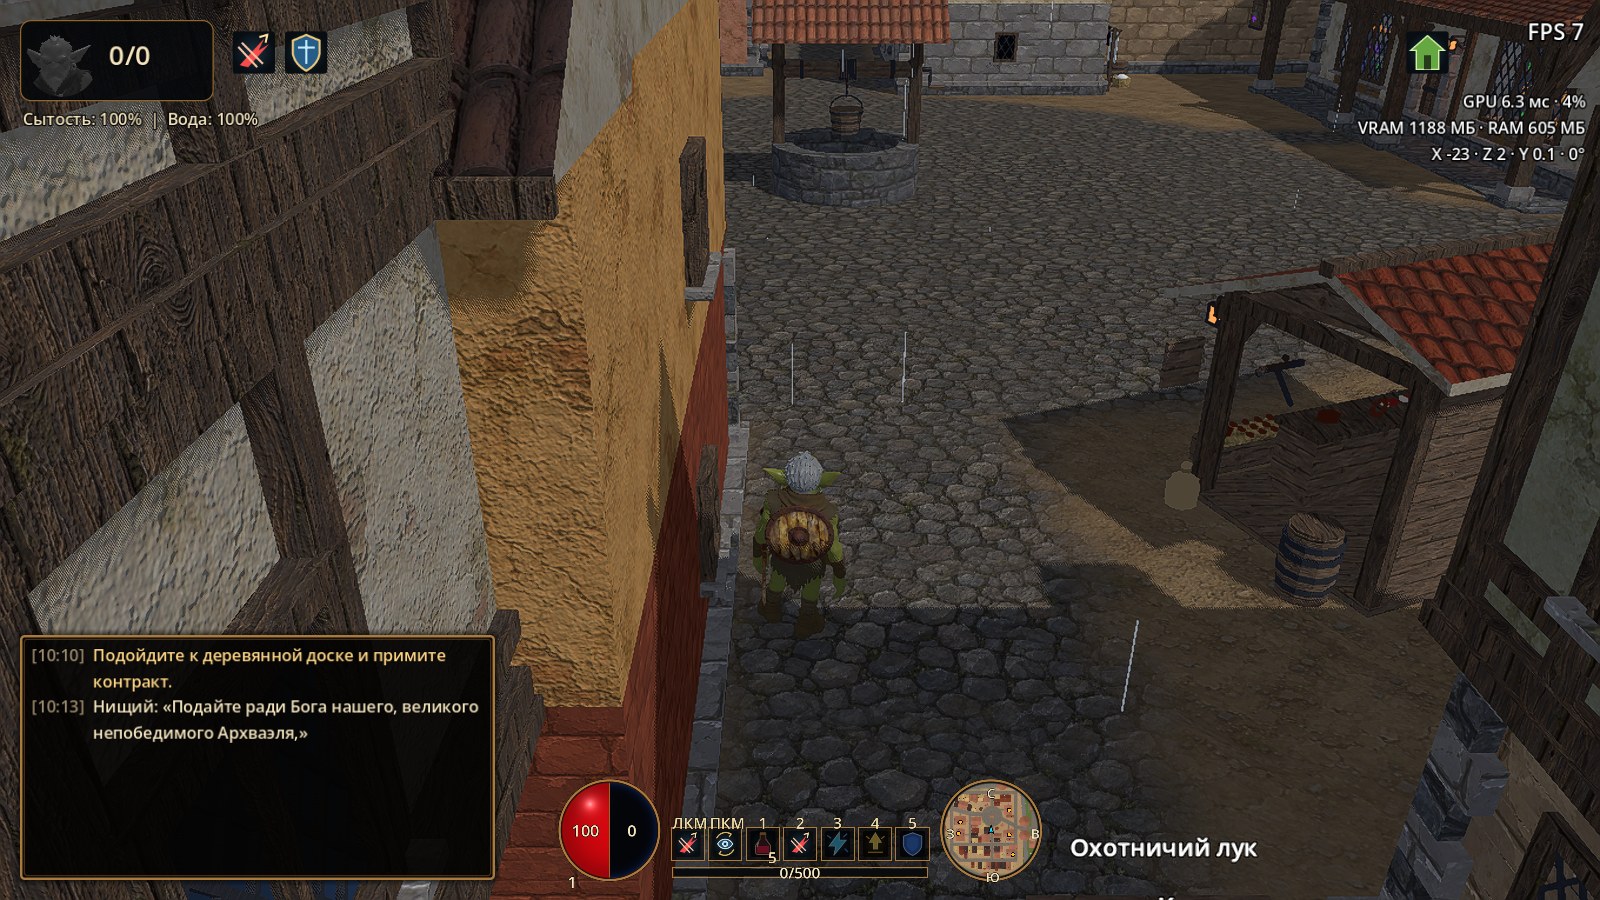 0/0
FPS 7
Сытость: 100% | Вода: 100%
GPU 6.3 мс · 4%
VRAM 1188 МБ · RAM 605 МБ
X -23 · Z 2 · Y 0.1 · 0°
[10:10] Подойдите к деревянной доске и примите
контракт.
[10:13] Нищий: «Подайте ради Бога нашего, великого
непобедимого Архваэля,»
100 0
1
ЛКМ ПКМ 1 2 3 4 5
5
0/500
С
З В
Ю
Охотничий лук